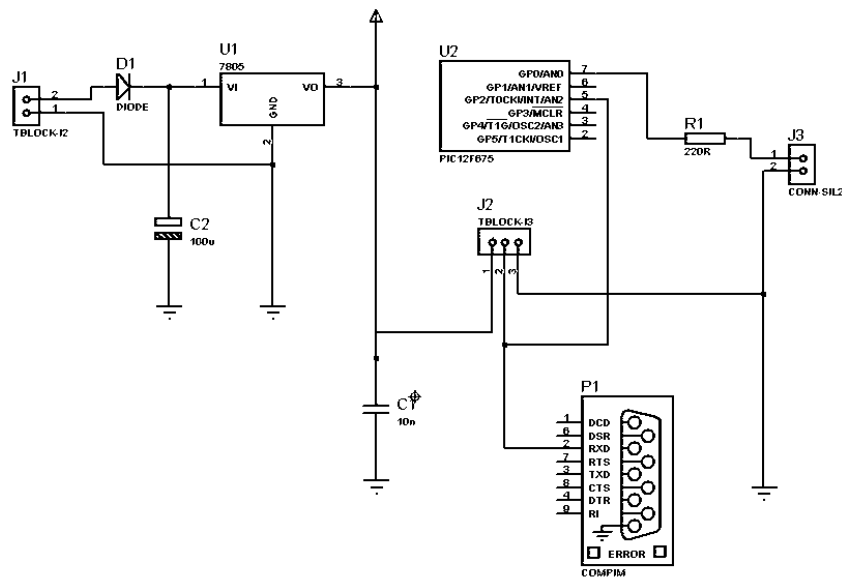 J1
2
1
TBLOCK-I2
D1
DIODE
U1
7805
1
VI
VO
3
GND
2
C2
100u
U2
GP0/AN0
7
GP1/AN1/VREF
6
GP2/T0CKI/INT/AN2
5
GP3/MCLR
4
GP4/T1G/OSC2/AN3
3
GP5/T1CKI/OSC1
2
PIC12F675
R1
220R
J3
1
2
CONN-SIL2
J2
TBLOCK-I3
1
2
3
C1
10n
P1
1
DCD
6
DSR
2
RXD
7
RTS
3
TXD
8
CTS
4
DTR
9
RI
ERROR
COMPIM